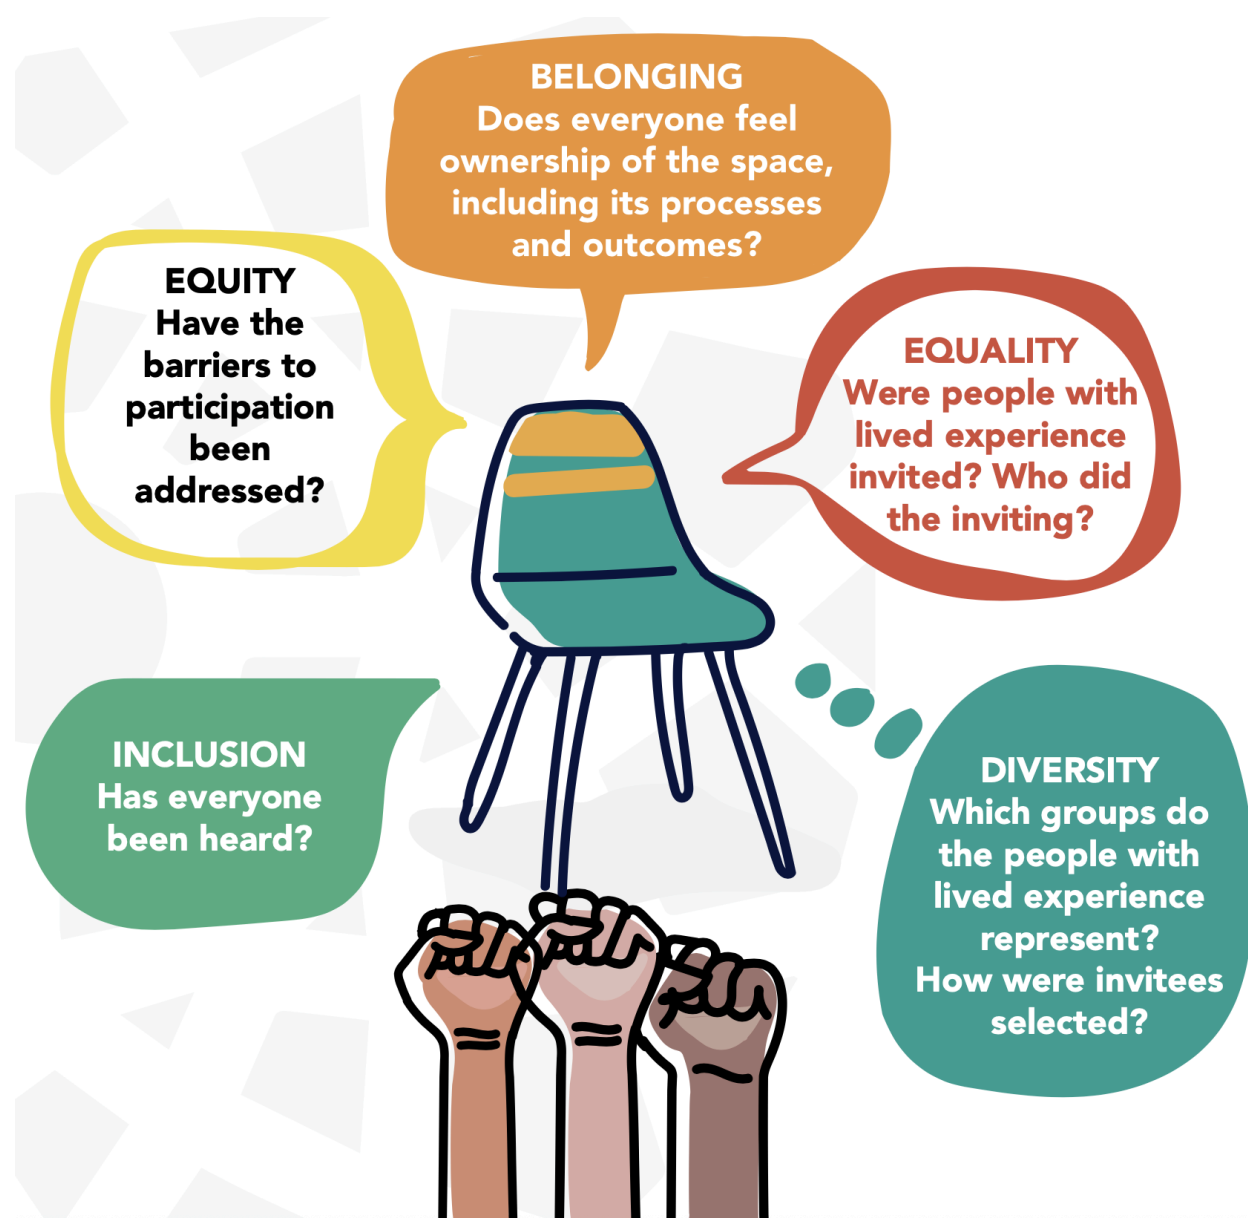 BELONGING
Does everyone feel
ownership of the space,
including its processes
and outcomes?
EQUITY
Have the
barriers to
participation
been
addressed?
EQUALITY
Were people with
lived experience
invited? Who did
the inviting?
INCLUSION
Has everyone
been heard?
DIVERSITY
Which groups do
the people with
lived experience
represent?
How were invitees
selected?